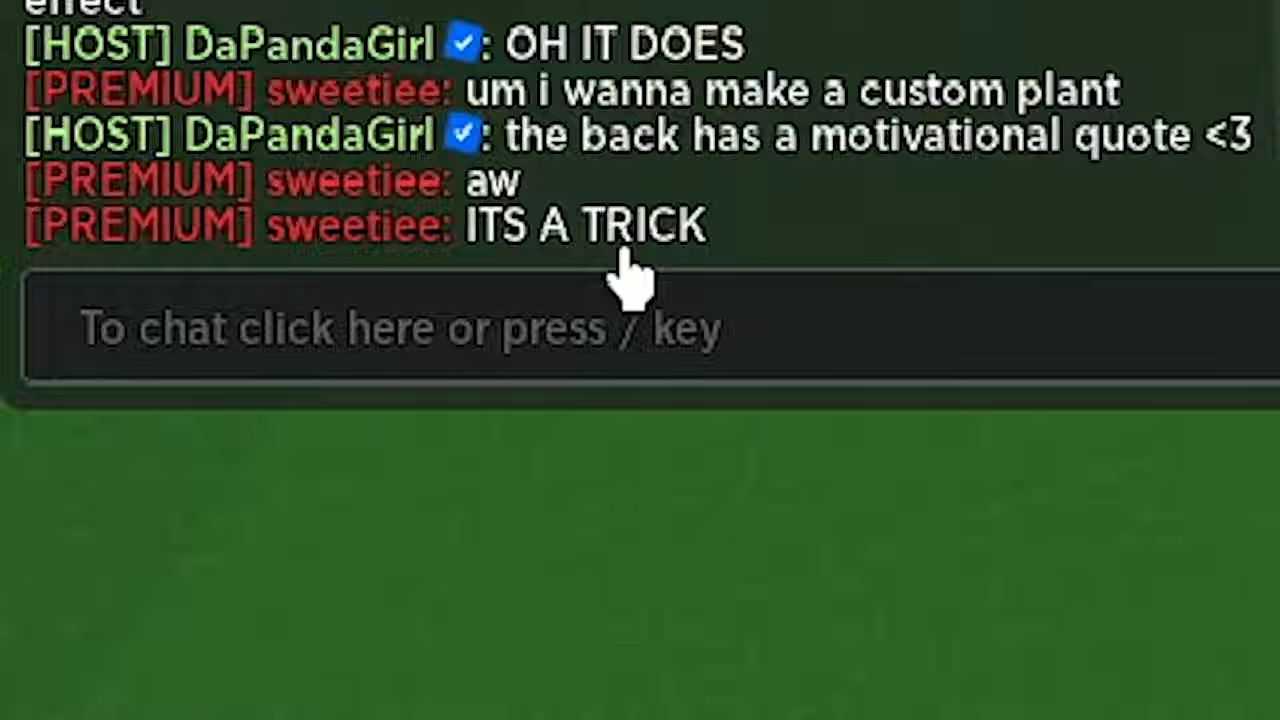 effect
[HOST] DaPandaGirl : OH IT DOES
[PREMIUM] sweetiee: um i wanna make a custom plant
[HOST] DaPandaGirl : the back has a motivational quote <3
[PREMIUM] sweetiee: aw
[PREMIUM] sweetiee: ITS A TRICK
To chat click here or press / key